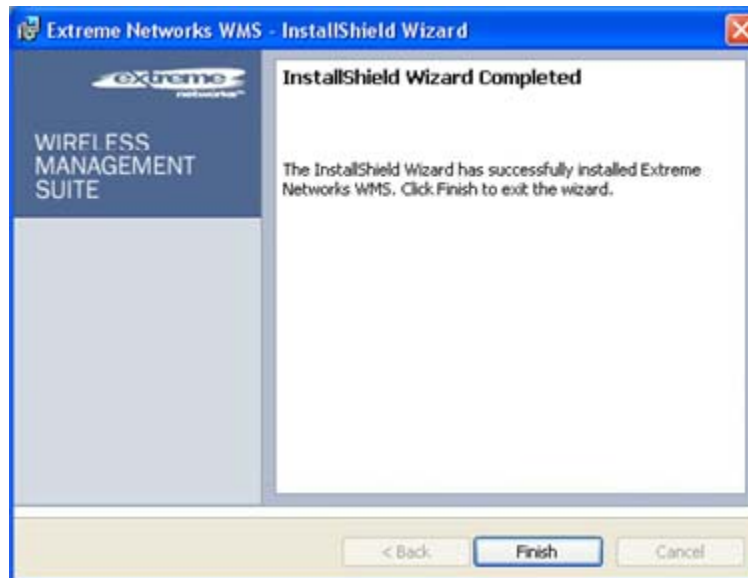 Extreme Networks WMS - InstallShield Wizard
extreme
networks™
WIRELESS
MANAGEMENT
SUITE
InstallShield Wizard Completed
The InstallShield Wizard has successfully installed Extreme
Networks WMS. Click Finish to exit the wizard.
< Back
Finish
Cancel